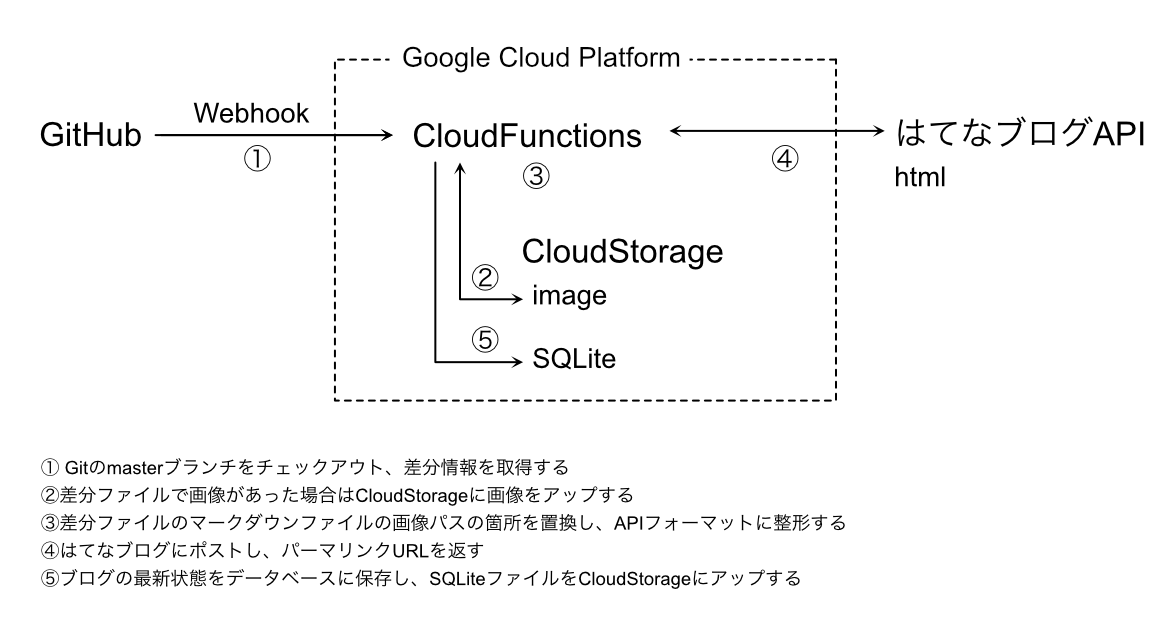 Google Cloud Platform
Webhook
GitHub
①
CloudFunctions
③
④
はてなブログAPI
html
CloudStorage
②
image
⑤
SQLite
① Gitのmasterブランチをチェックアウト、差分情報を取得する
②差分ファイルで画像があった場合はCloudStorageに画像をアップする
③差分ファイルのマークダウンファイルの画像パスの箇所を置換し、APIフォーマットに整形する
④はてなブログにポストし、パーマリンクURLを返す
⑤ブログの最新状態をデータベースに保存し、SQLiteファイルをCloudStorageにアップする